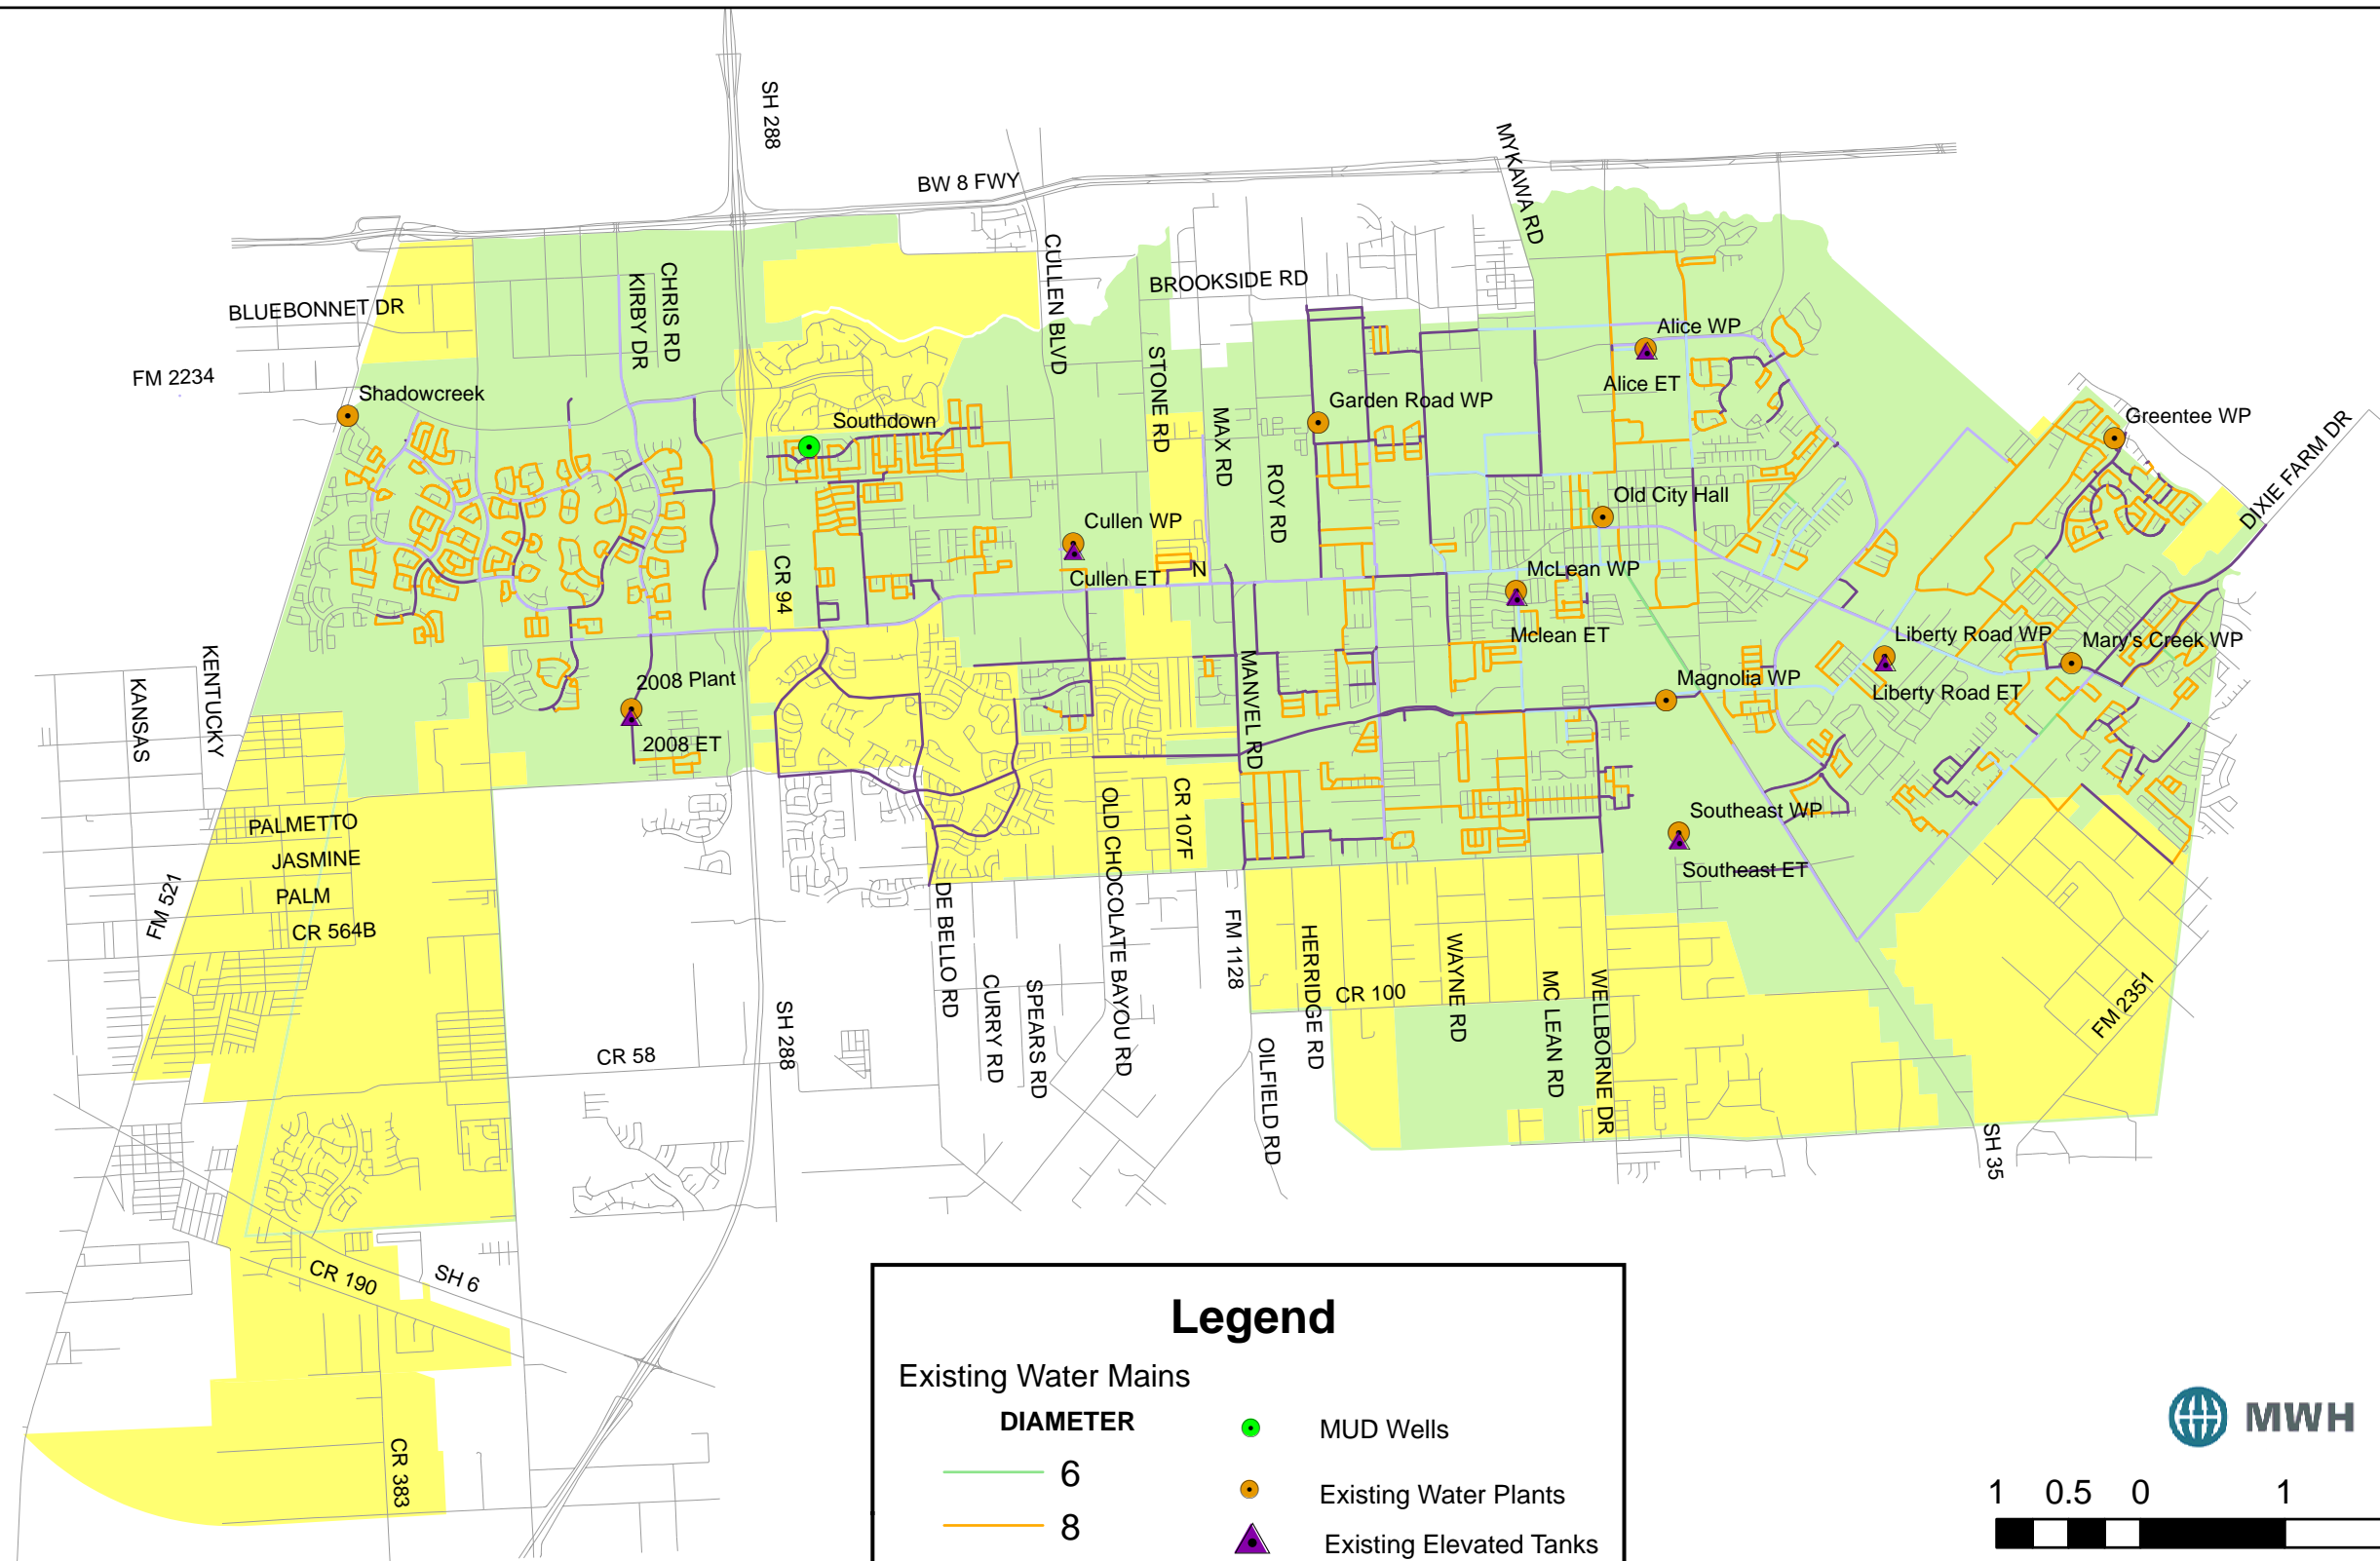 SH 288
BW 8 FWY
MYKAWA RD
CULLEN BLVD
BROOKSIDE RD
CHRIS RD
KIRBY DR
BLUEBONNET DR
FM 2234
Shadowcreek
Southdown
STONE RD
MAX RD
ROY RD
Garden Road WP
Alice WP
Alice ET
Greentee WP
DIXIE FARM DR
Old City Hall
Cullen WP
Cullen ET
N
CR 94
McLean WP
Mclean ET
Liberty Road WP
Liberty Road ET
Mary's Creek WP
KENTUCKY
KANSAS
2008 Plant
2008 ET
MANVEL RD
Magnolia WP
Southeast WP
Southeast ET
PALMETTO
JASMINE
PALM
CR 564B
FM 521
OLD CHOCOLATE BAYOU RD
CR 107F
DE BELLO RD
CURRY RD
SPEARS RD
FM 1128
HERRIDGE RD
CR 100
WAYNE RD
MC LEAN RD
WELLBORNE DR
FM 2351
SH 288
CR 58
OILFIELD RD
SH 35
CR 190
SH 6
CR 383
Legend
Existing Water Mains
DIAMETER
6
8
MUD Wells
Existing Water Plants
Existing Elevated Tanks
MWH
1 0.5 0 1